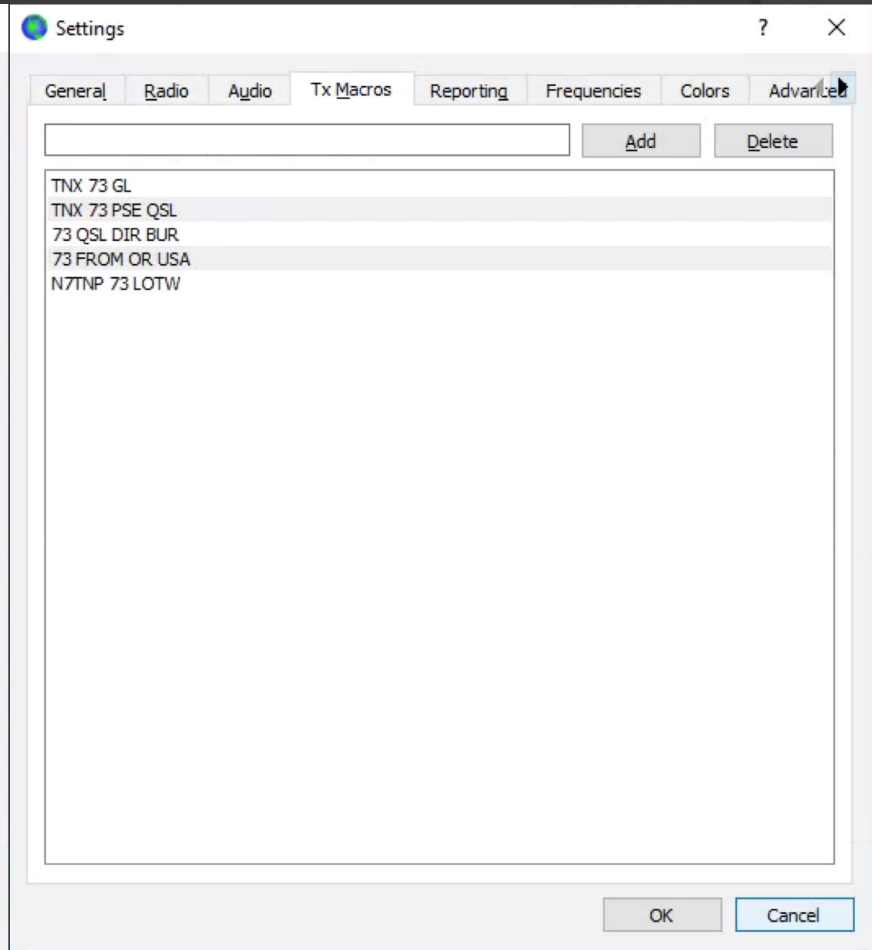 Settings
?
General Radio Audio Tx Macros Reporting Frequencies Colors Advanced
Add Delete
TNX 73 GL
TNX 73 PSE QSL
73 QSL DIR BUR
73 FROM OR USA
N7TNP 73 LOTW
OK Cancel